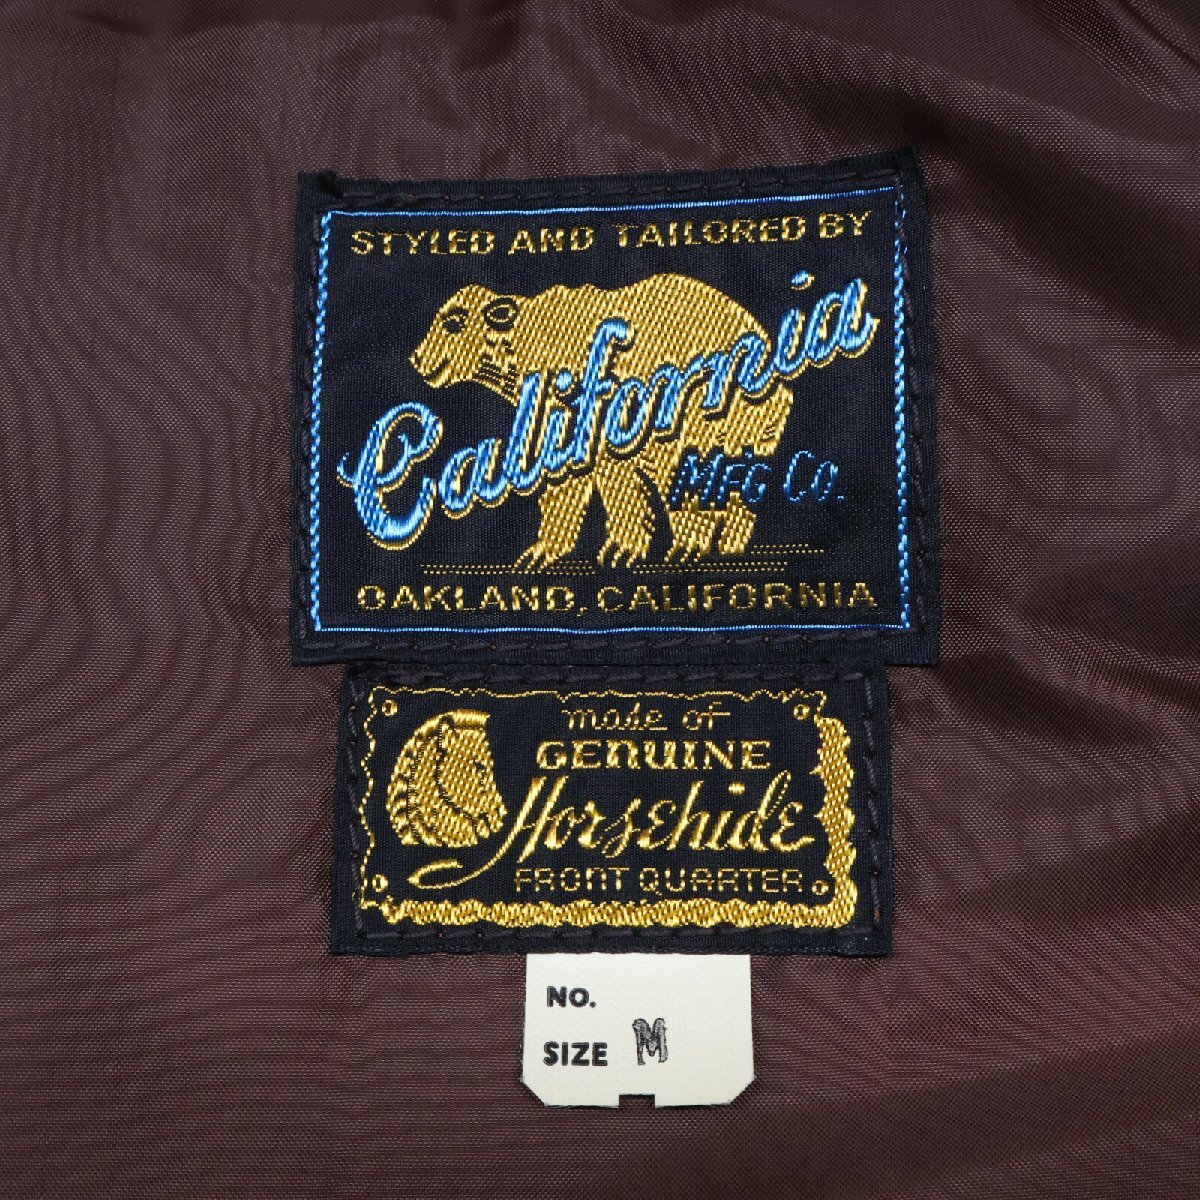 STYLED AND TAILORED BY
California
MFG CO.
OAKLAND, CALIFORNIA
made of
GENUINE
Horsehide
FRONT QUARTER
NO.
SIZE M